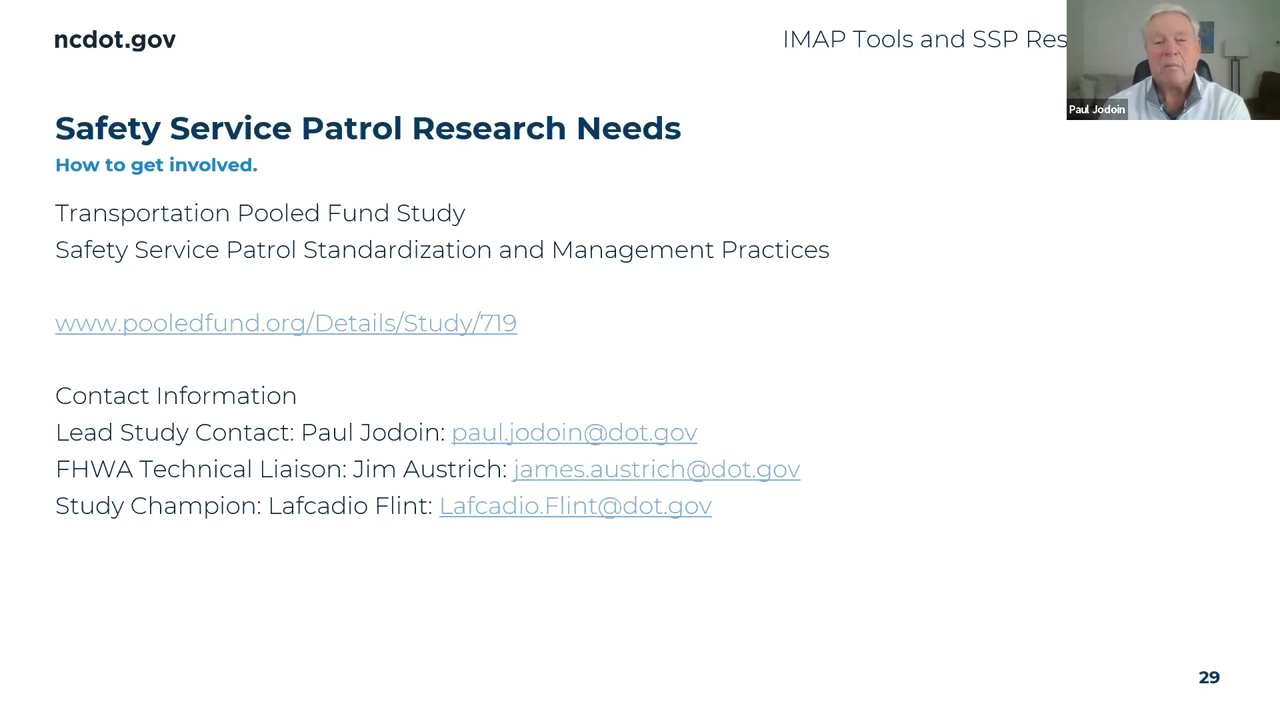 ncdot.gov
IMAP Tools and SSP Res
Paul Jodoin
Safety Service Patrol Research Needs
How to get involved.
Transportation Pooled Fund Study
Safety Service Patrol Standardization and Management Practices
www.pooledfund.org/Details/Study/719
Contact Information
Lead Study Contact: Paul Jodoin: paul.jodoin@dot.gov
FHWA Technical Liaison: Jim Austrich: james.austrich@dot.gov
Study Champion: Lafcadio Flint: Lafcadio.Flint@dot.gov
29